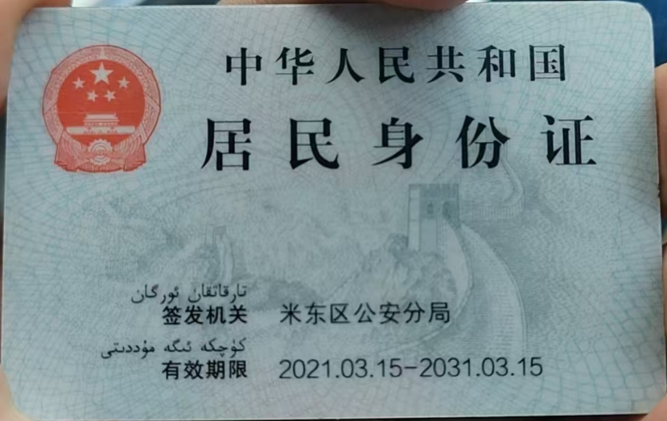 中华人民共和国
居民身份证
تارقاتقان ئورگان
签发机关 米东区公安分局
كۈچكە ئىگە مۇددىتى
有效期限 2021.03.15-2031.03.15